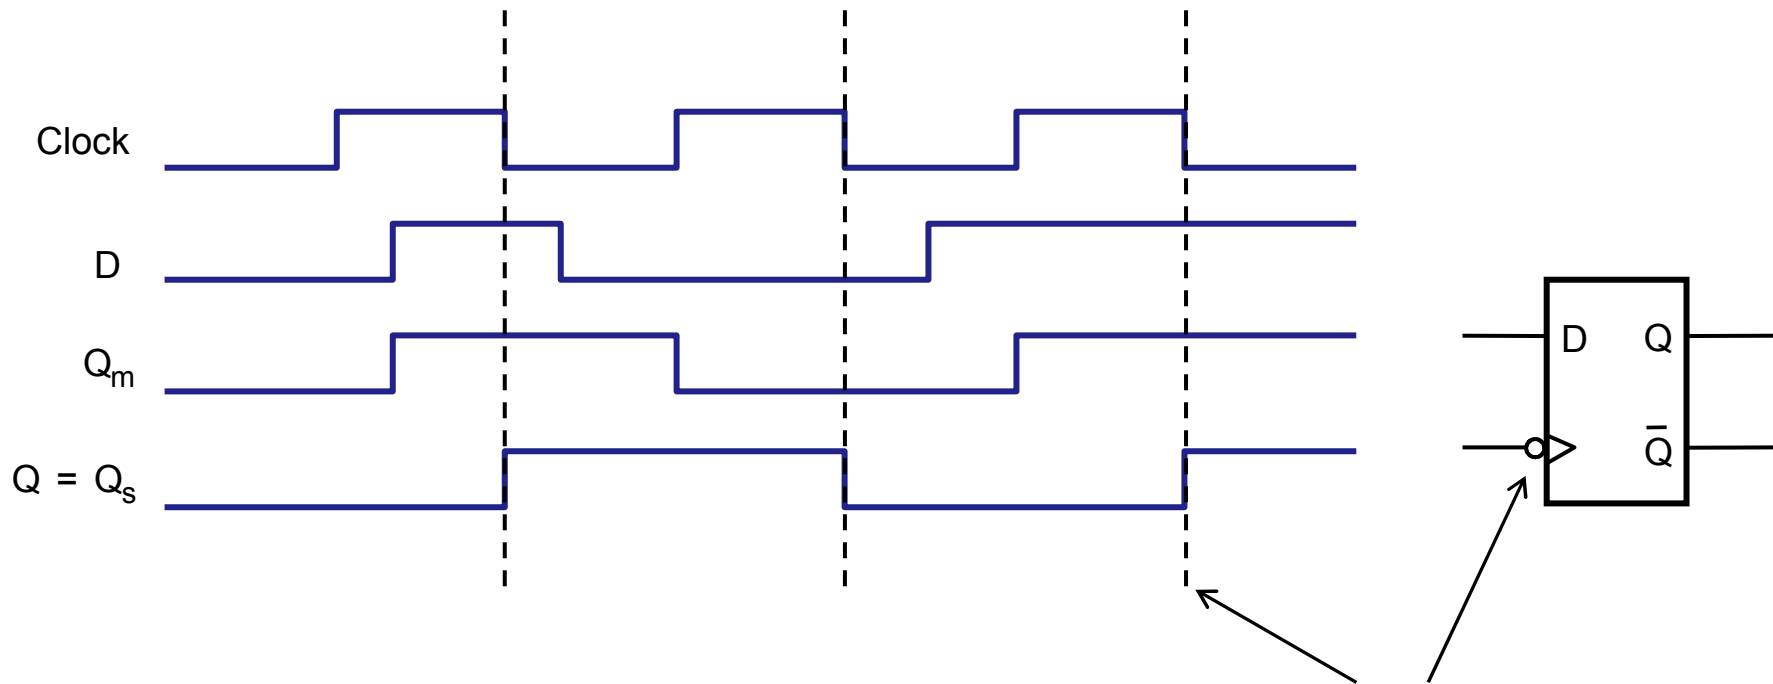 Clock
D
Qm
Q = Qs
D Q
Q̅